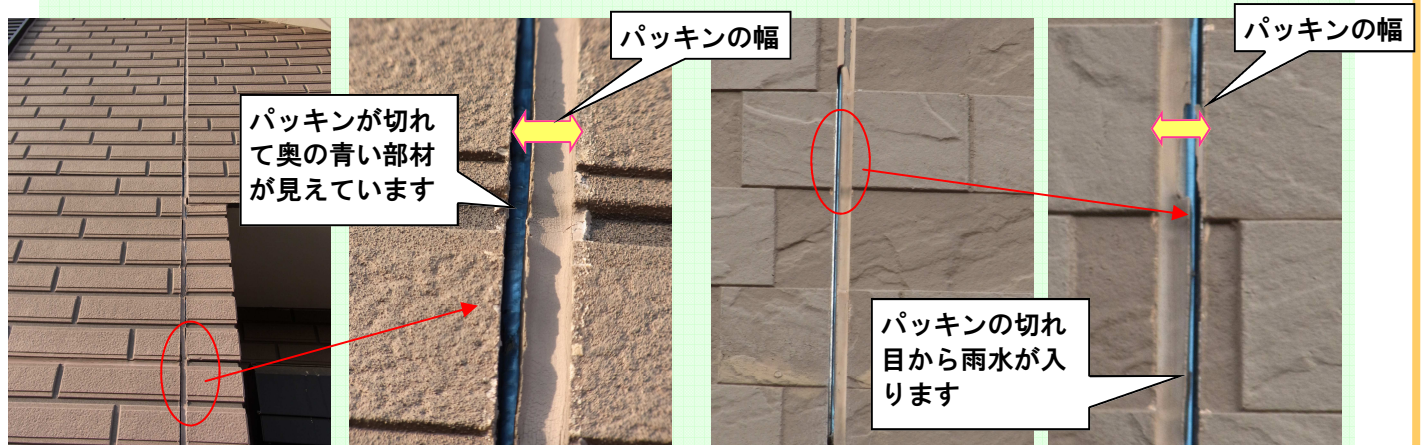 パッキンの幅
パッキンの幅
パッキンが切れ
て奥の青い部材
が見えています
パッキンの切れ
目から雨水が入
ります